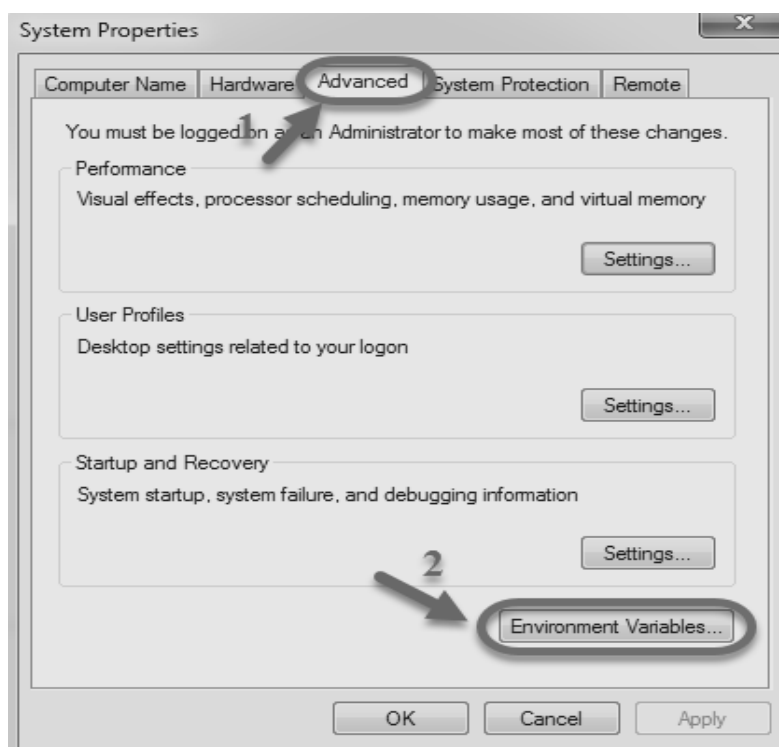 System Properties
Computer Name Hardware Advanced System Protection Remote
1
You must be logged on as an Administrator to make most of these changes.
Performance
Visual effects, processor scheduling, memory usage, and virtual memory
Settings...
User Profiles
Desktop settings related to your logon
Settings...
Startup and Recovery
System startup, system failure, and debugging information
Settings...
2
Environment Variables...
OK Cancel Apply